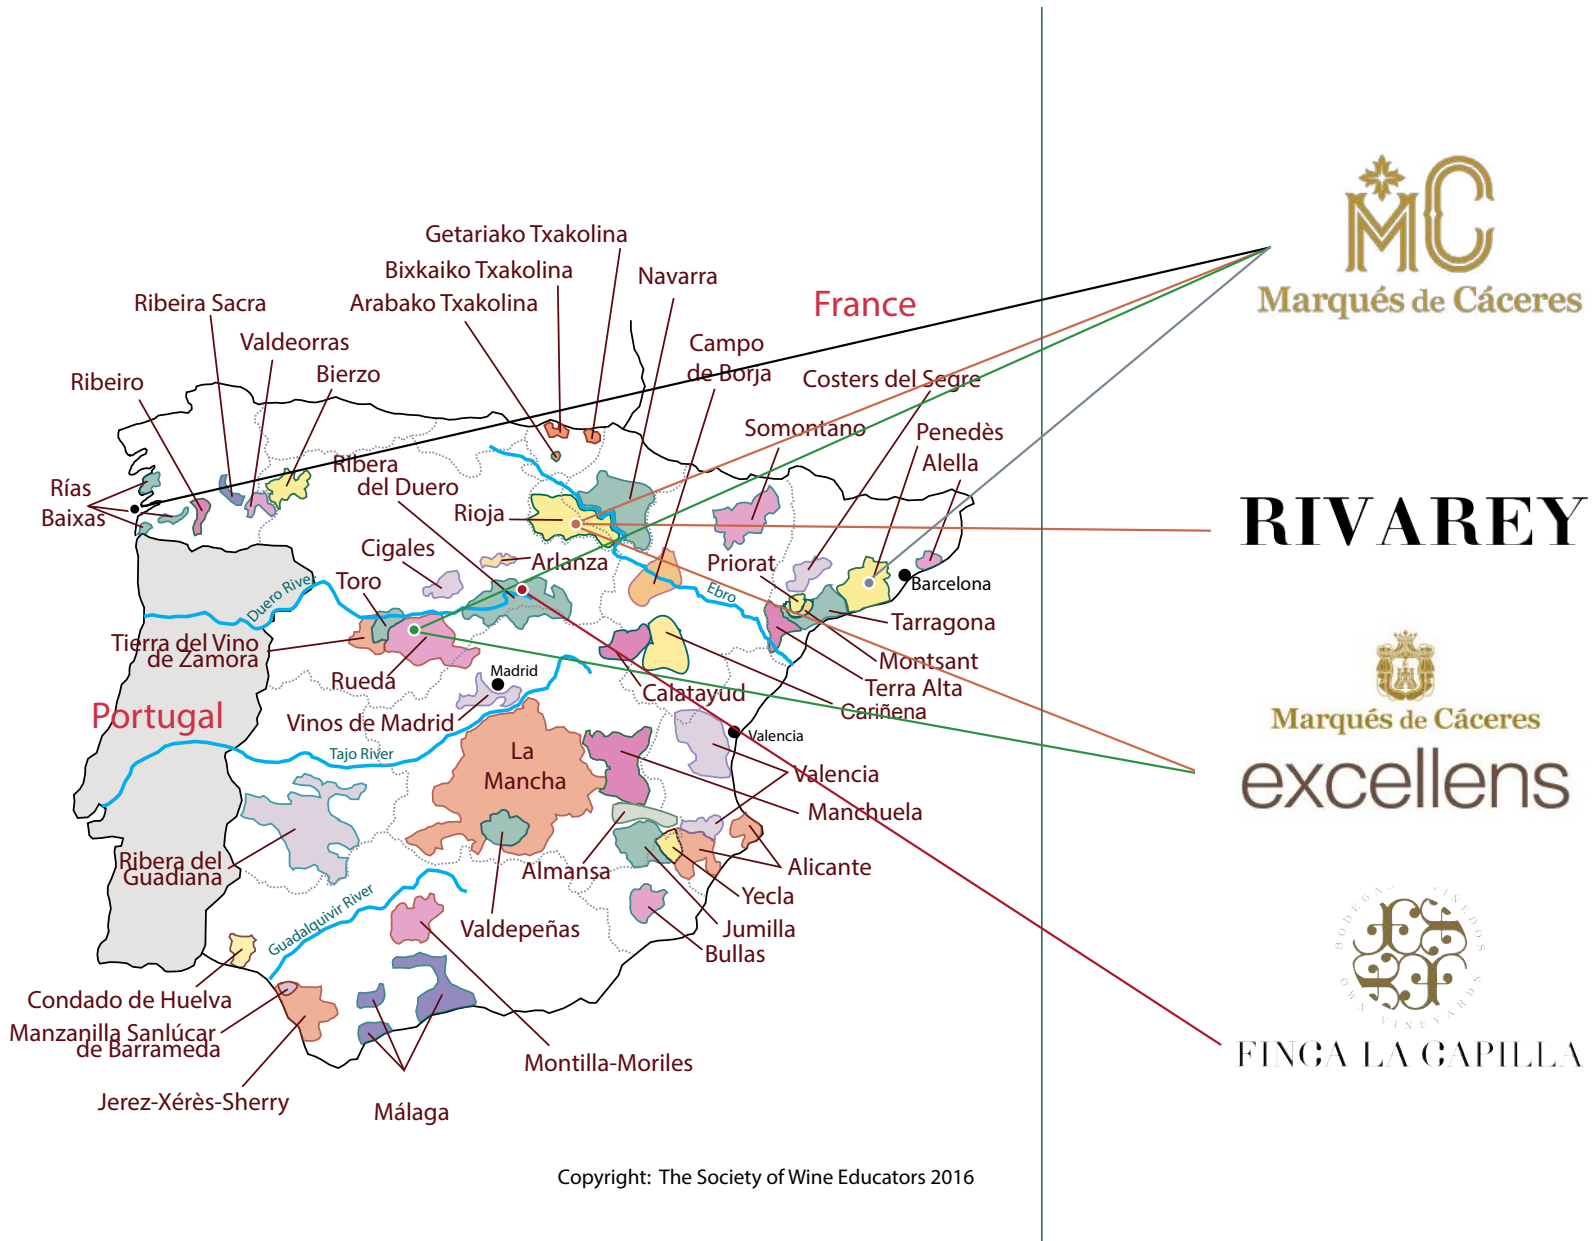 MC
Marqués de Cáceres
Getariako Txakolina
Bixkaiko Txakolina
Navarra
Arabako Txakolina
France
Ribeira Sacra
Valdeorras
Campo
de Borja
Costers del Segre
Ribeiro
Bierzo
Somontano
Penedès
Alella
Ribera
del Duero
Rías
Baixas
Rioja
RIVAREY
Cigales
Arlanza
Priorat
Toro
Barcelona
Duero River
Ebro
Tarragona
Tierra del Vino
de Zamora
Montsant
Rueda
Madrid
Calatayud
Terra Alta
Cariñena
Portugal
Vinos de Madrid
Valencia
Marqués de Cáceres
excellens
Tajo River
La
Mancha
Valencia
Manchuela
Ribera del
Guadiana
Almansa
Alicante
Yecla
Guadalquivir River
Valdepeñas
Jumilla
Bullas
BODEGAS VIÑEDOS
OWN VINEYARDS
FINCA LA CAPILLA
Condado de Huelva
Manzanilla Sanlúcar
de Barrameda
Montilla-Moriles
Jerez-Xérès-Sherry
Málaga
Copyright: The Society of Wine Educators 2016